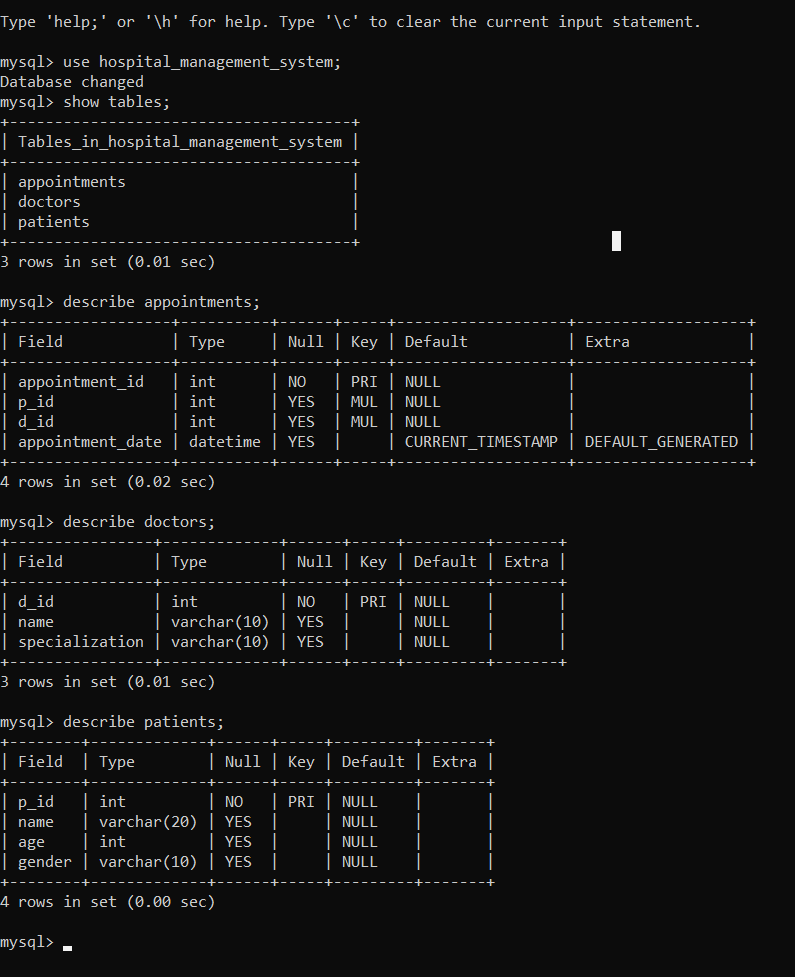 Type 'help;' or '\h' for help. Type '\c' to clear the current input statement.
mysql> use hospital_management_system;
Database changed
mysql> show tables;
+--------------------------------------+
| Tables_in_hospital_management_system |
+--------------------------------------+
| appointments                         |
| doctors                              |
| patients                             |
+--------------------------------------+
3 rows in set (0.01 sec)
mysql> describe appointments;
+------------------+----------+------+-----+-------------------+-------------------+
| Field            | Type     | Null | Key | Default           | Extra             |
+------------------+----------+------+-----+-------------------+-------------------+
| appointment_id   | int      | NO   | PRI | NULL              |                   |
| p_id             | int      | YES  | MUL | NULL              |                   |
| d_id             | int      | YES  | MUL | NULL              |                   |
| appointment_date | datetime | YES  |     | CURRENT_TIMESTAMP | DEFAULT_GENERATED |
+------------------+----------+------+-----+-------------------+-------------------+
4 rows in set (0.02 sec)
mysql> describe doctors;
+----------------+-------------+------+-----+---------+-------+
| Field          | Type        | Null | Key | Default | Extra |
+----------------+-------------+------+-----+---------+-------+
| d_id           | int         | NO   | PRI | NULL    |       |
| name           | varchar(10) | YES  |     | NULL    |       |
| specialization | varchar(10) | YES  |     | NULL    |       |
+----------------+-------------+------+-----+---------+-------+
3 rows in set (0.01 sec)
mysql> describe patients;
+--------+-------------+------+-----+---------+-------+
| Field  | Type        | Null | Key | Default | Extra |
+--------+-------------+------+-----+---------+-------+
| p_id   | int         | NO   | PRI | NULL    |       |
| name   | varchar(20) | YES  |     | NULL    |       |
| age    | int         | YES  |     | NULL    |       |
| gender | varchar(10) | YES  |     | NULL    |       |
+--------+-------------+------+-----+---------+-------+
4 rows in set (0.00 sec)
mysql>